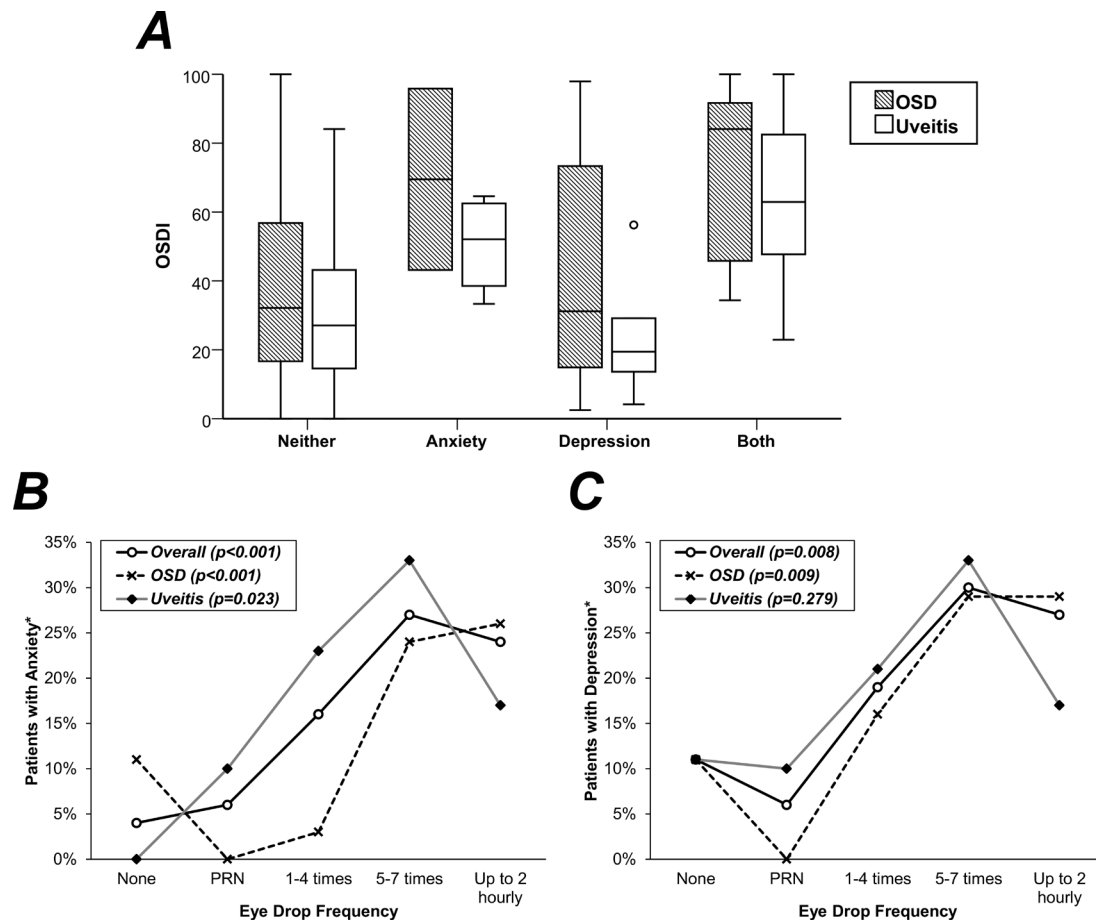 A
100
80
60
40
20
0
OSDI
OSD
Uveitis
Neither Anxiety Depression Both
B
35%
30%
25%
20%
15%
10%
5%
0%
Patients with Anxiety*
Overall (p<0.001)
OSD (p<0.001)
Uveitis (p=0.023)
None PRN 1-4 times 5-7 times Up to 2
hourly
Eye Drop Frequency
C
35%
30%
25%
20%
15%
10%
5%
0%
Patients with Depression*
Overall (p=0.008)
OSD (p=0.009)
Uveitis (p=0.279)
None PRN 1-4 times 5-7 times Up to 2
hourly
Eye Drop Frequency